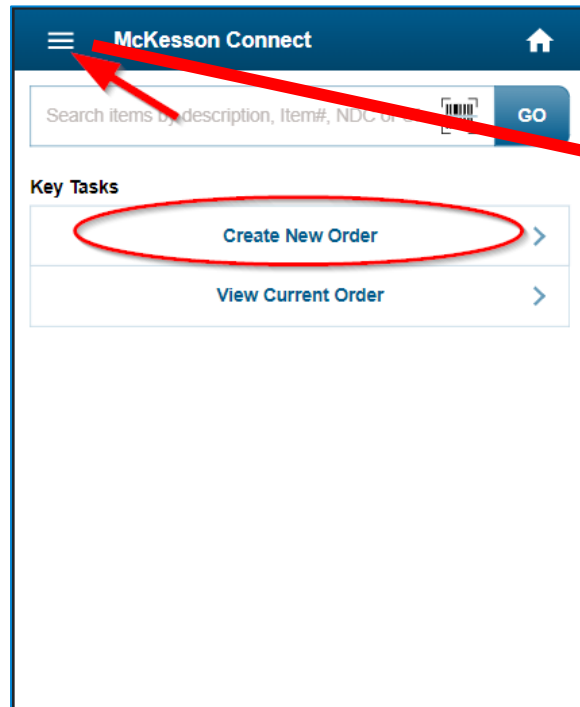 McKesson Connect
Search items by description, Item#, NDC or
GO
Key Tasks
Create New Order
View Current Order